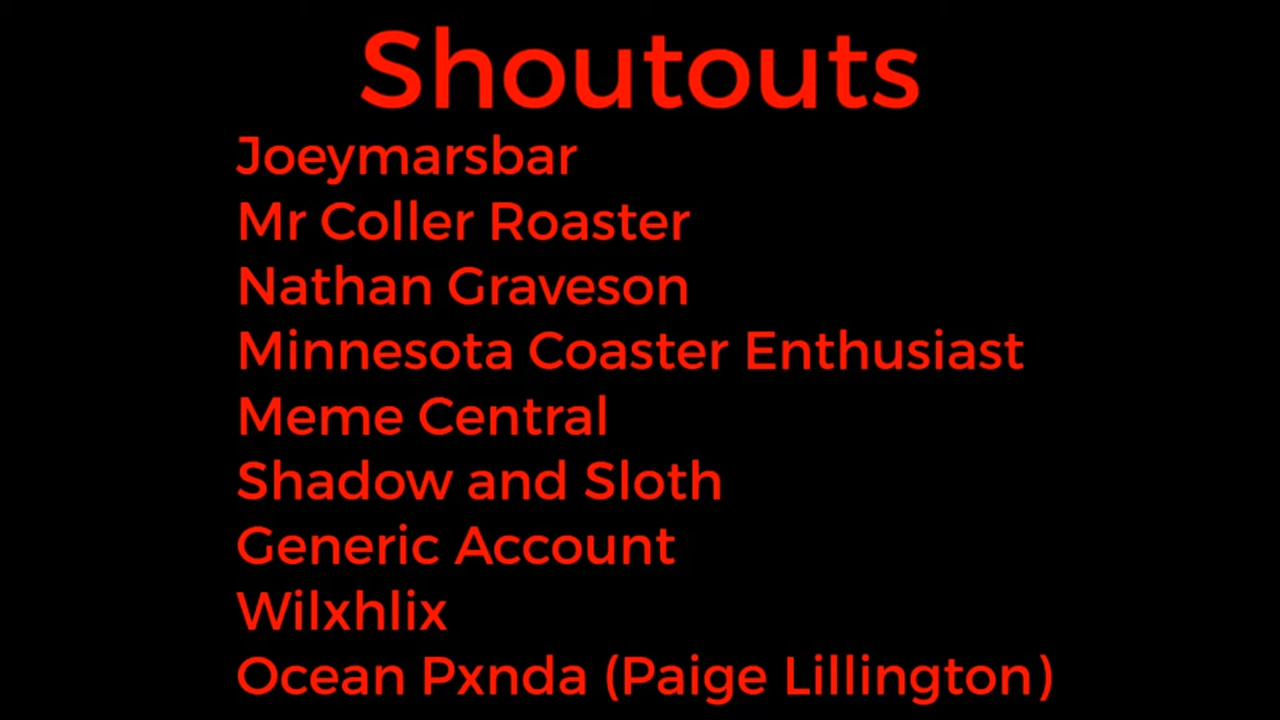 Shoutouts
Joeymarsbar
Mr Coller Roaster
Nathan Graveson
Minnesota Coaster Enthusiast
Meme Central
Shadow and Sloth
Generic Account
Wilxhlix
Ocean Pxnda (Paige Lillington)